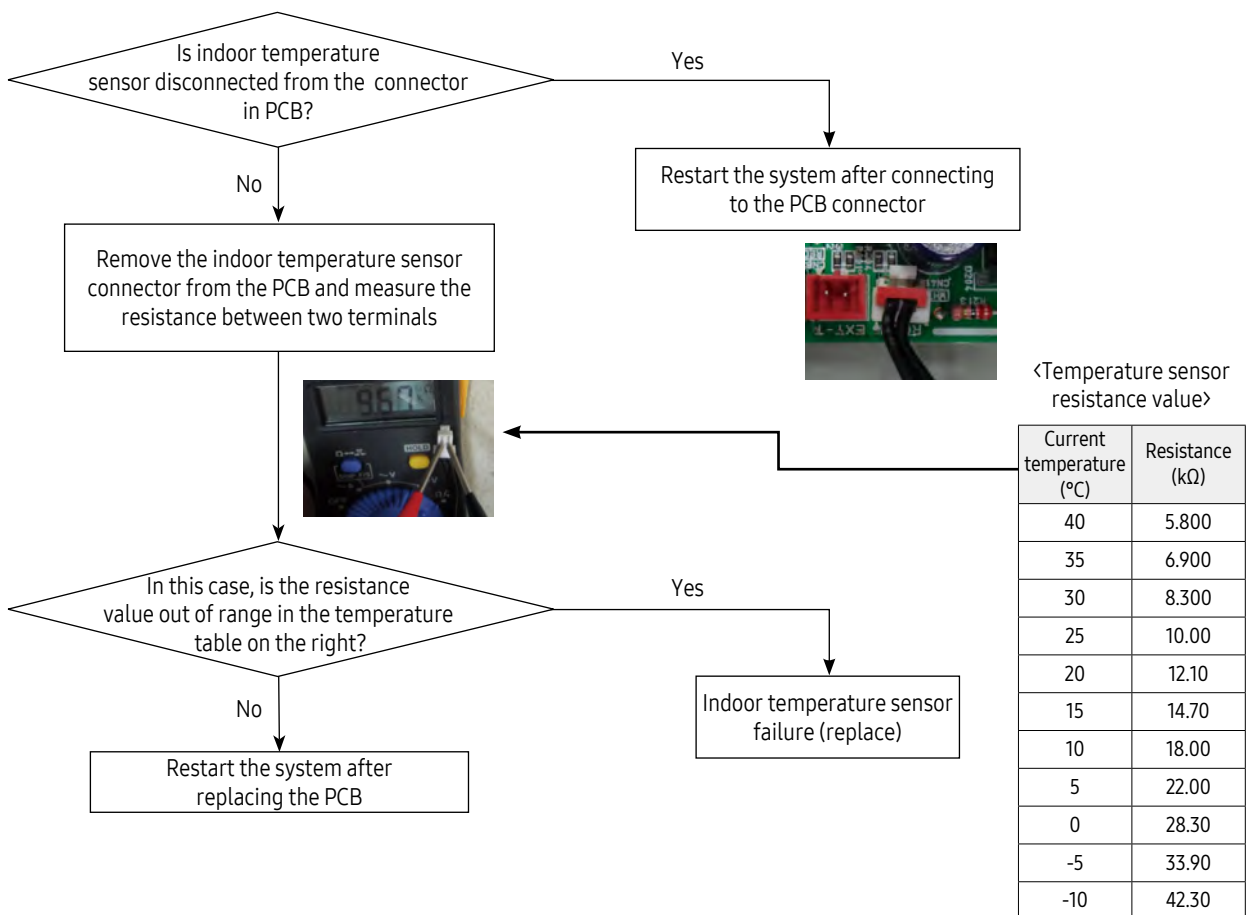 Is indoor temperature
sensor disconnected from the connector
in PCB?
Yes
Restart the system after connecting
to the PCB connector
No
Remove the indoor temperature sensor
connector from the PCB and measure the
resistance between two terminals
EXT-T
HOLD
<Temperature sensor
resistance value>
Current
temperature
(°C)
Resistance
(kΩ)
40 5.800
35 6.900
30 8.300
25 10.00
20 12.10
15 14.70
10 18.00
5 22.00
0 28.30
-5 33.90
-10 42.30
In this case, is the resistance
value out of range in the temperature
table on the right?
Yes
Indoor temperature sensor
failure (replace)
No
Restart the system after
replacing the PCB